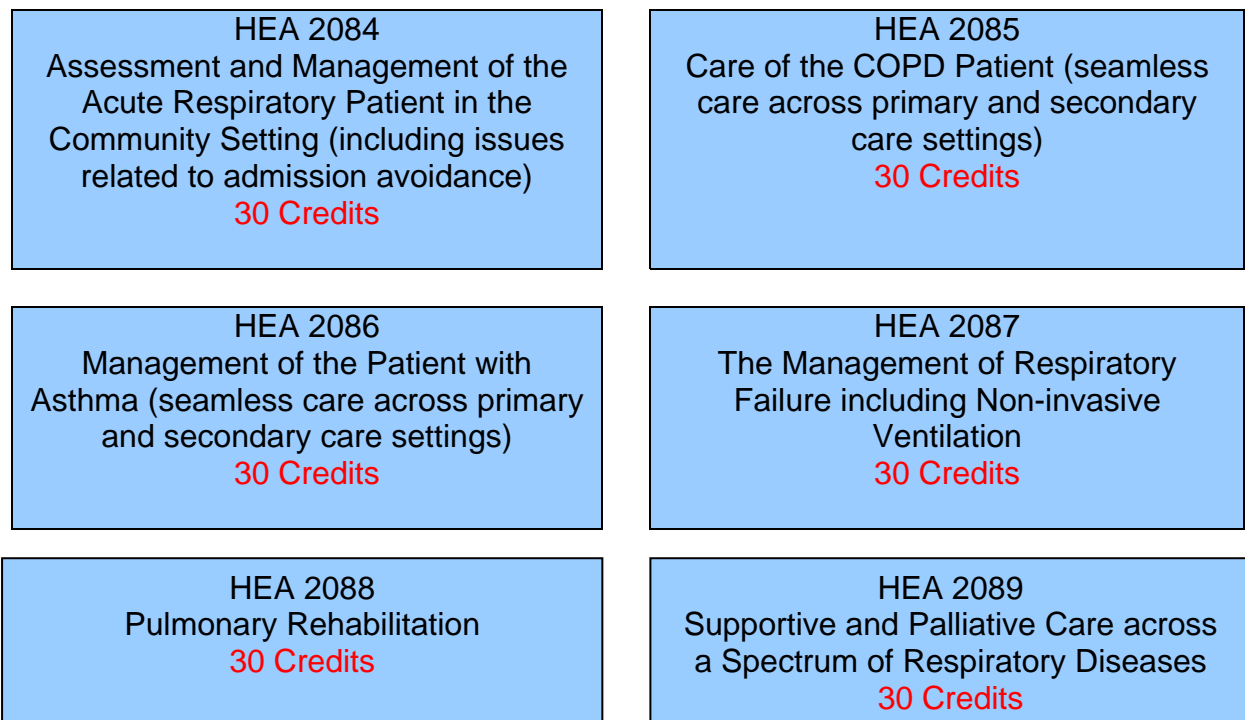 HEA 2084
Assessment and Management of the
Acute Respiratory Patient in the
Community Setting (including issues
related to admission avoidance)
30 Credits
HEA 2085
Care of the COPD Patient (seamless
care across primary and secondary
care settings)
30 Credits
HEA 2086
Management of the Patient with
Asthma (seamless care across primary
and secondary care settings)
30 Credits
HEA 2087
The Management of Respiratory
Failure including Non-invasive
Ventilation
30 Credits
HEA 2088
Pulmonary Rehabilitation
30 Credits
HEA 2089
Supportive and Palliative Care across
a Spectrum of Respiratory Diseases
30 Credits